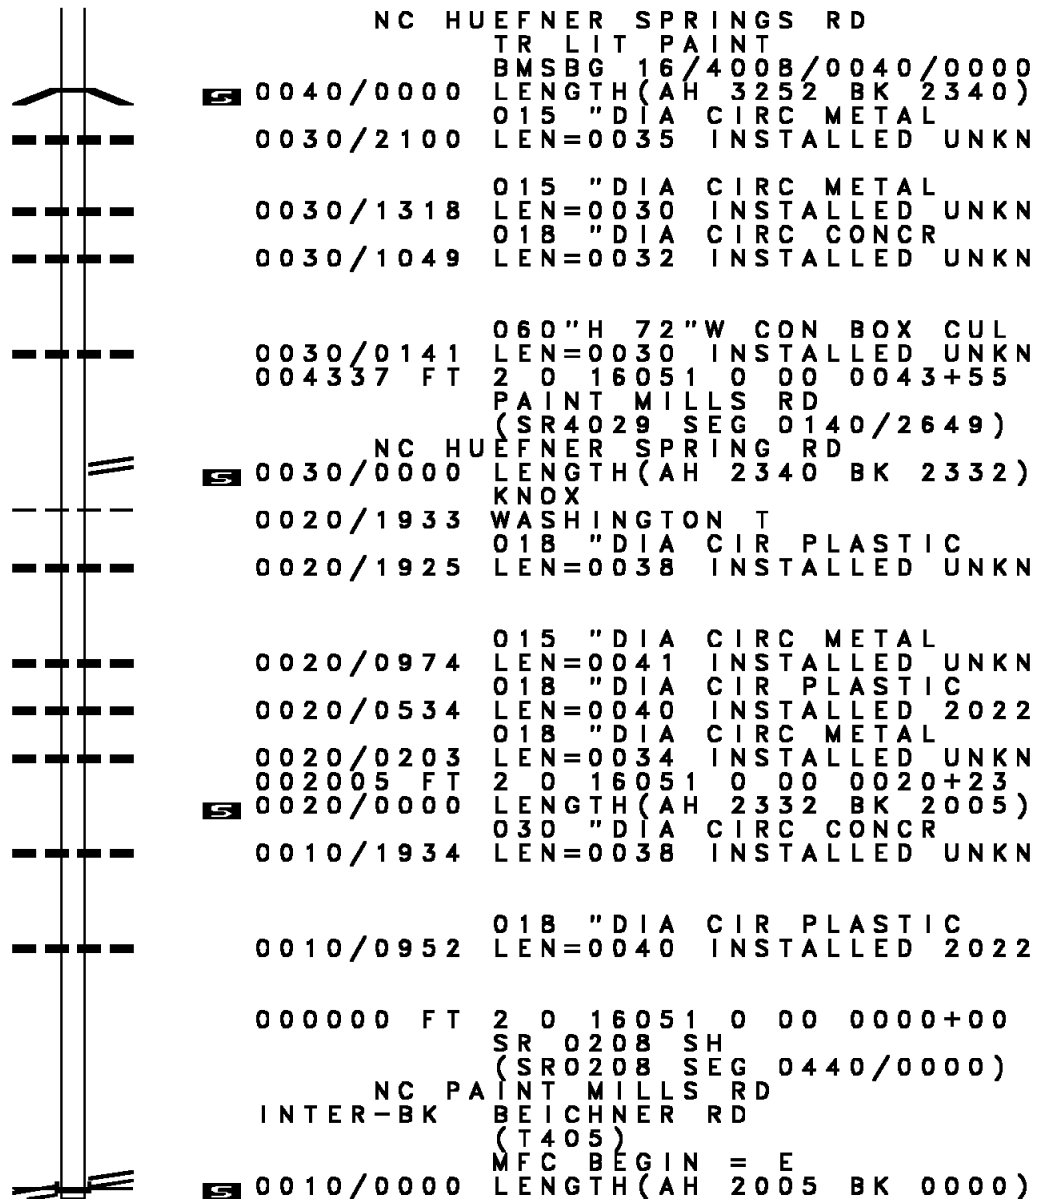 NC HUEFNER SPRINGS RD
TR LIT PAINT
BMSBG 16/4008/0040/0000
S 0040/0000 LENGTH(AH 3252 BK 2340)
015 "DIA CIRC METAL
0030/2100 LEN=0035 INSTALLED UNKN
015 "DIA CIRC METAL
0030/1318 LEN=0030 INSTALLED UNKN
018 "DIA CIRC CONCR
0030/1049 LEN=0032 INSTALLED UNKN
060"H 72"W CON BOX CUL
0030/0141 LEN=0030 INSTALLED UNKN
004337 FT 2 0 16051 0 00 0043+55
PAINT MILLS RD
(SR4029 SEG 0140/2649)
NC HUEFNER SPRING RD
S 0030/0000 LENGTH(AH 2340 BK 2332)
KNOX
0020/1933 WASHINGTON T
018 "DIA CIR PLASTIC
0020/1925 LEN=0038 INSTALLED UNKN
015 "DIA CIRC METAL
0020/0974 LEN=0041 INSTALLED UNKN
018 "DIA CIR PLASTIC
0020/0534 LEN=0040 INSTALLED 2022
018 "DIA CIRC METAL
0020/0203 LEN=0034 INSTALLED UNKN
002005 FT 2 0 16051 0 00 0020+23
S 0020/0000 LENGTH(AH 2332 BK 2005)
030 "DIA CIRC CONCR
0010/1934 LEN=0038 INSTALLED UNKN
018 "DIA CIR PLASTIC
0010/0952 LEN=0040 INSTALLED 2022
000000 FT 2 0 16051 0 00 0000+00
SR 0208 SH
(SR0208 SEG 0440/0000)
NC PAINT MILLS RD
INTER-BK BEICHNER RD
(T405)
MFC BEGIN = E
S 0010/0000 LENGTH(AH 2005 BK 0000)